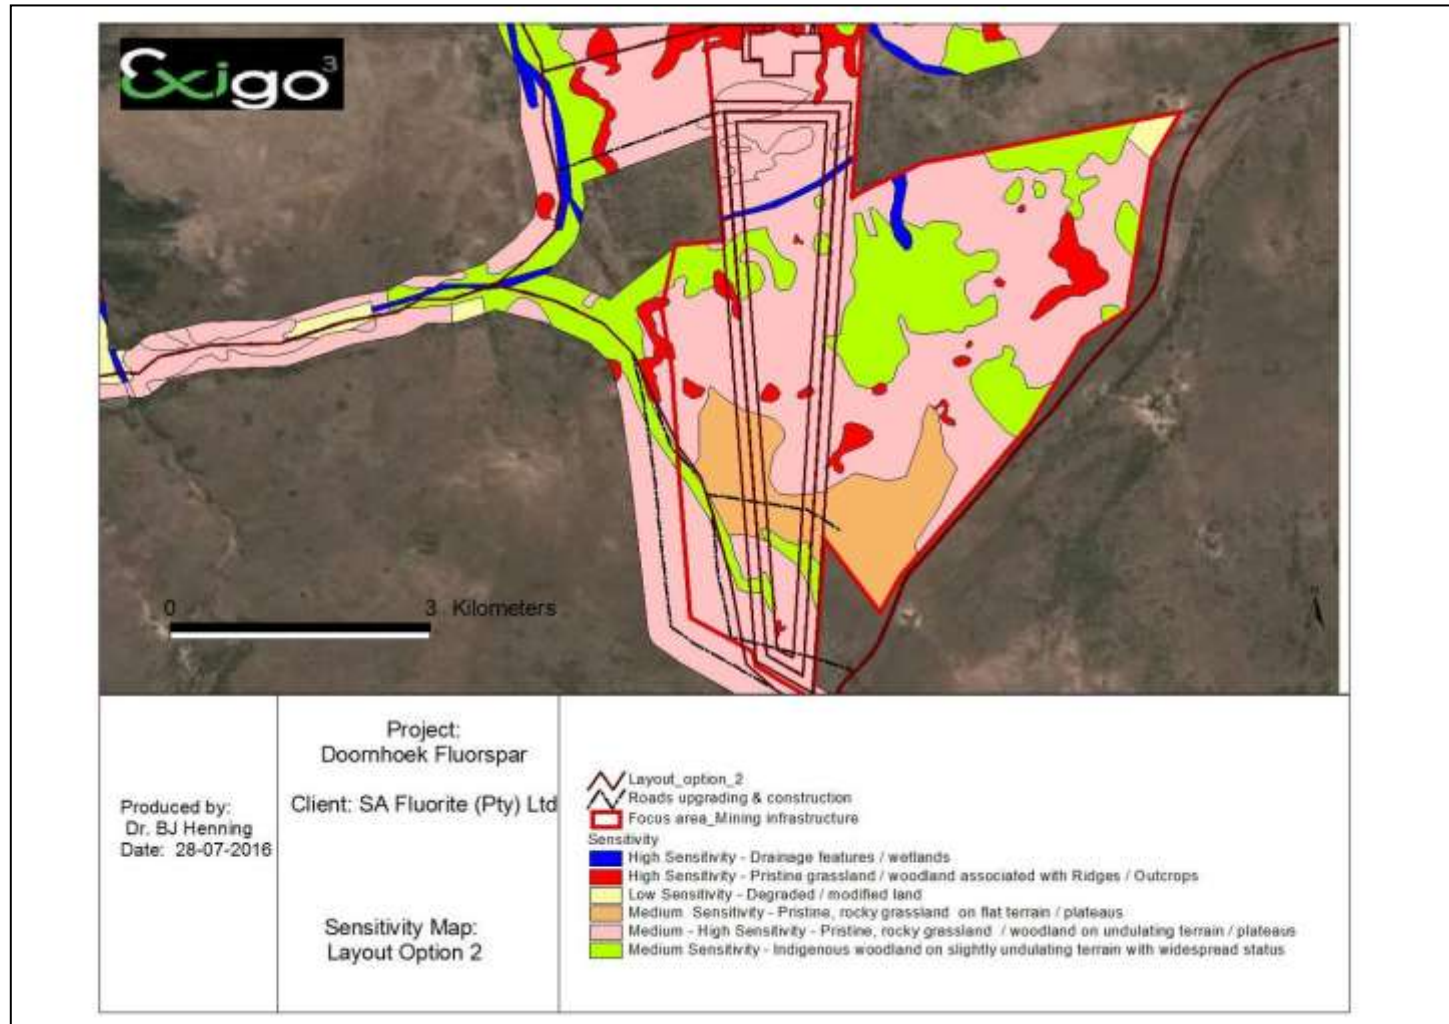 Exigo3
0 3 Kilometers
N
Produced by:
Dr. BJ Henning
Date: 28-07-2016
Project:
Doornhoek Fluorspar
Client: SA Fluorite (Pty) Ltd
Sensitivity Map:
Layout Option 2
Layout_option_2
Roads upgrading & construction
Focus area_Mining infrastructure
Sensitivity
High Sensitivity - Drainage features / wetlands
High Sensitivity - Pristine grassland / woodland associated with Ridges / Outcrops
Low Sensitivity - Degraded / modified land
Medium Sensitivity - Pristine, rocky grassland on flat terrain / plateaus
Medium - High Sensitivity - Pristine, rocky grassland / woodland on undulating terrain / plateaus
Medium Sensitivity - Indigenous woodland on slightly undulating terrain with widespread status